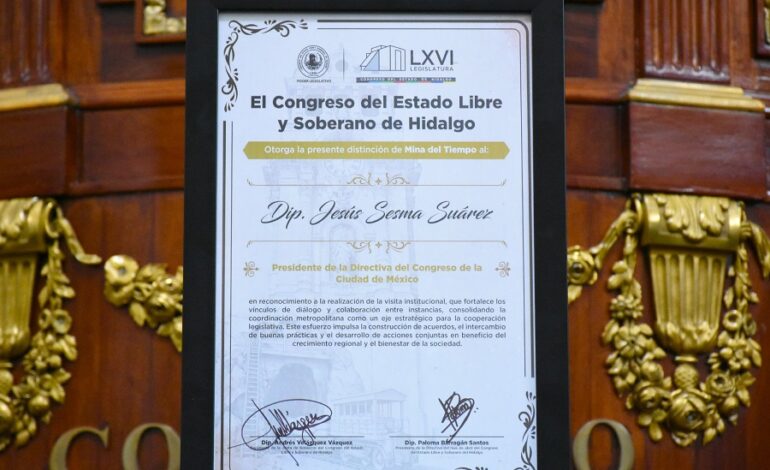 PODER LEGISLATIVO
LXVI
LEGISLATURA
CONGRESO DEL ESTADO DE HIDALGO
El Congreso del Estado Libre
y Soberano de Hidalgo
Otorga la presente distinción de Mina del Tiempo al:
Dip. Jesús Sesma Suárez
Presidente de la Directiva del Congreso de la
Ciudad de México
en reconocimiento a la realización de la visita institucional, que fortalece los
vínculos de diálogo y colaboración entre instancias, consolidando la
coordinación metropolitana como un eje estratégico para la cooperación
legislativa. Este esfuerzo impulsa la construcción de acuerdos, el intercambio
de buenas prácticas y el desarrollo de acciones conjuntas en beneficio del
crecimiento regional y el bienestar de la sociedad.
Dip. Andrés Velázquez Vázquez
Dip. Paloma Barragán Santos
CO
O